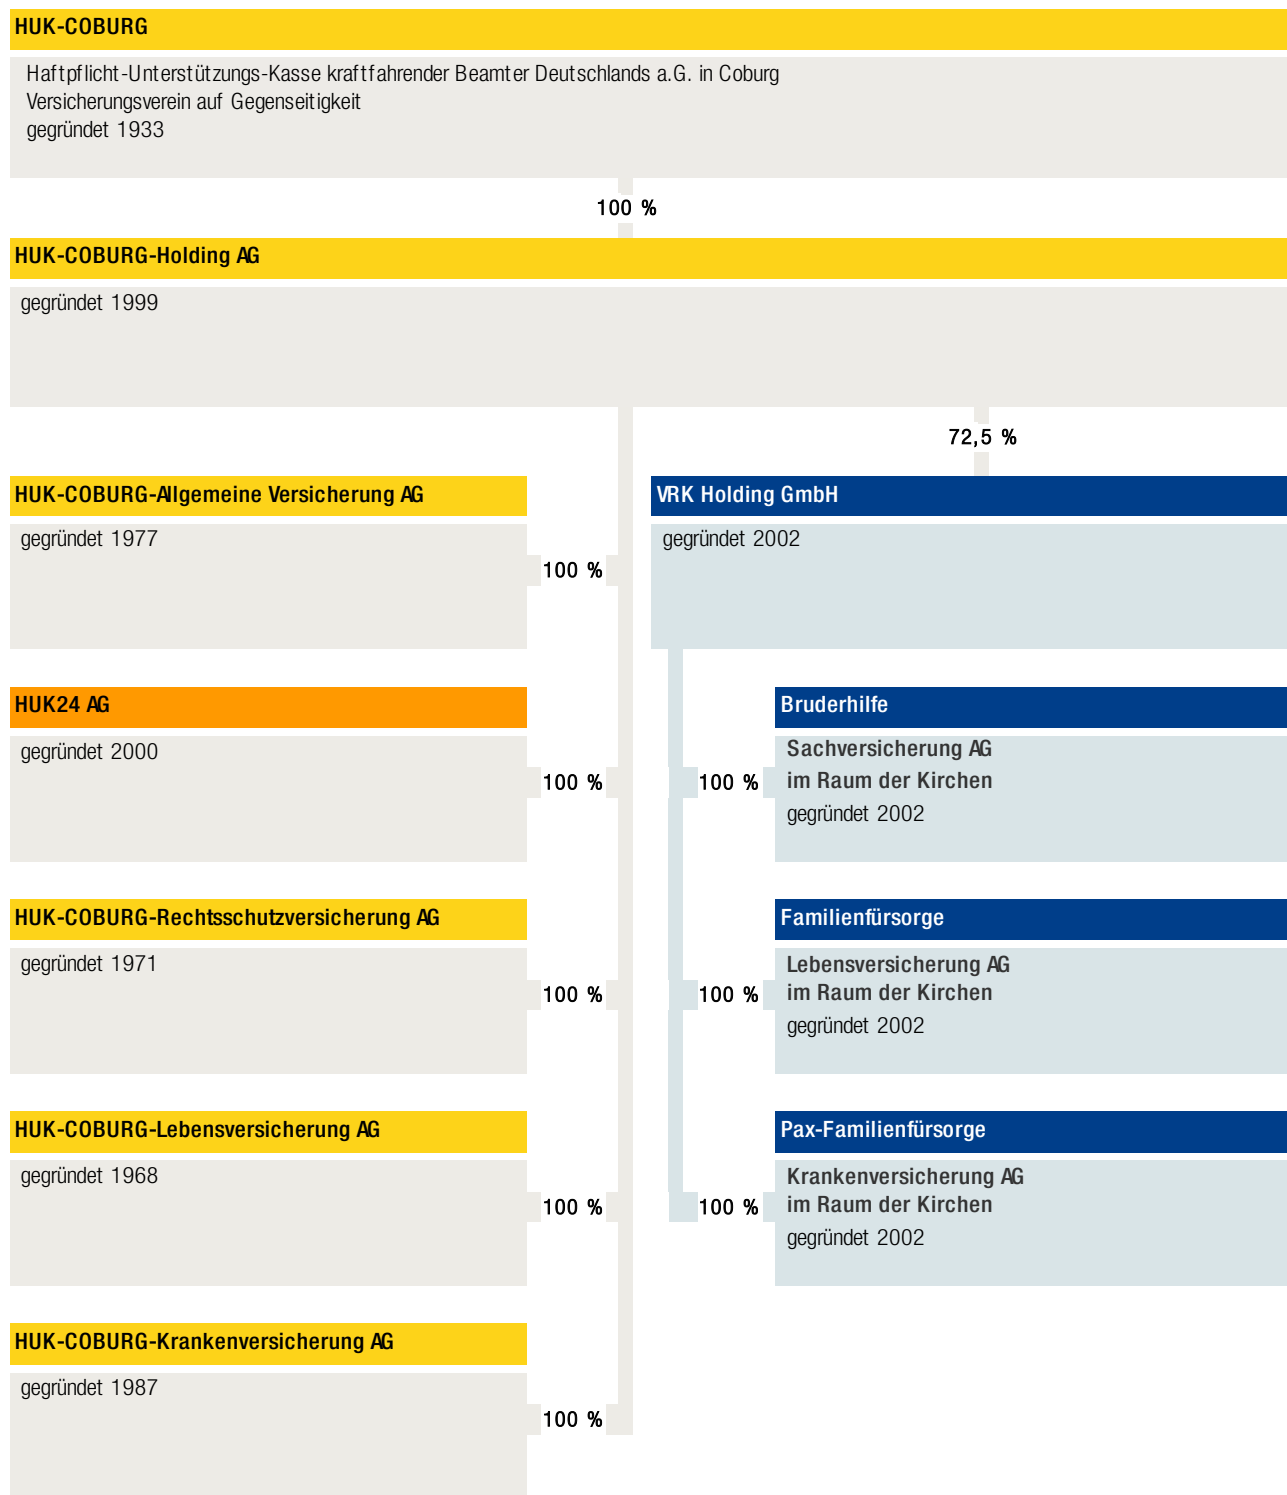 HUK-COBURG
Haftpflicht-Unterstützungs-Kasse kraftfahrender Beamter Deutschlands a.G. in Coburg
Versicherungsverein auf Gegenseitigkeit
gegründet 1933
100 %
HUK-COBURG-Holding AG
gegründet 1999
72,5 %
HUK-COBURG-Allgemeine Versicherung AG
gegründet 1977
100 %
VRK Holding GmbH
gegründet 2002
HUK24 AG
gegründet 2000
100 %
Bruderhilfe
Sachversicherung AG
im Raum der Kirchen
gegründet 2002
100 %
HUK-COBURG-Rechtsschutzversicherung AG
gegründet 1971
100 %
Familienfürsorge
Lebensversicherung AG
im Raum der Kirchen
gegründet 2002
100 %
HUK-COBURG-Lebensversicherung AG
gegründet 1968
100 %
Pax-Familienfürsorge
Krankenversicherung AG
im Raum der Kirchen
gegründet 2002
100 %
HUK-COBURG-Krankenversicherung AG
gegründet 1987
100 %